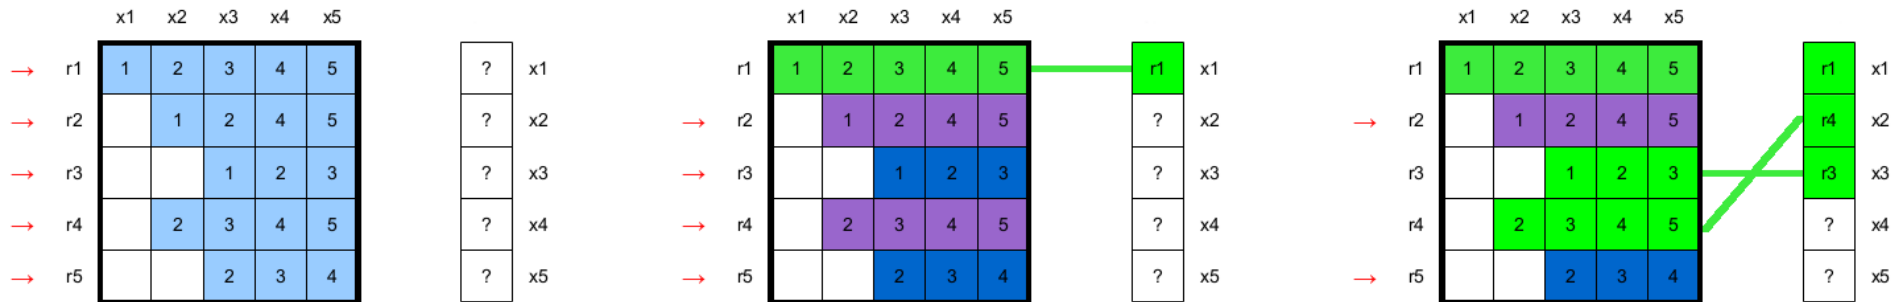 x1 x2 x3 x4 x5 x1 x2 x3 x4 x5 x1 x2 x3 x4 x5
→ r1 1 2 3 4 5 ? x1 r1 1 2 3 4 5 r1 x1 r1 1 2 3 4 5 r1 x1
→ r2 1 2 4 5 ? x2 → r2 1 2 4 5 ? x2 → r2 1 2 4 5 r4 x2
→ r3 1 2 3 ? x3 → r3 1 2 3 ? x3 r3 1 2 3 r3 x3
→ r4 2 3 4 5 ? x4 → r4 2 3 4 5 ? x4 r4 2 3 4 5 ? x4
→ r5 2 3 4 ? x5 → r5 2 3 4 ? x5 → r5 2 3 4 ? x5